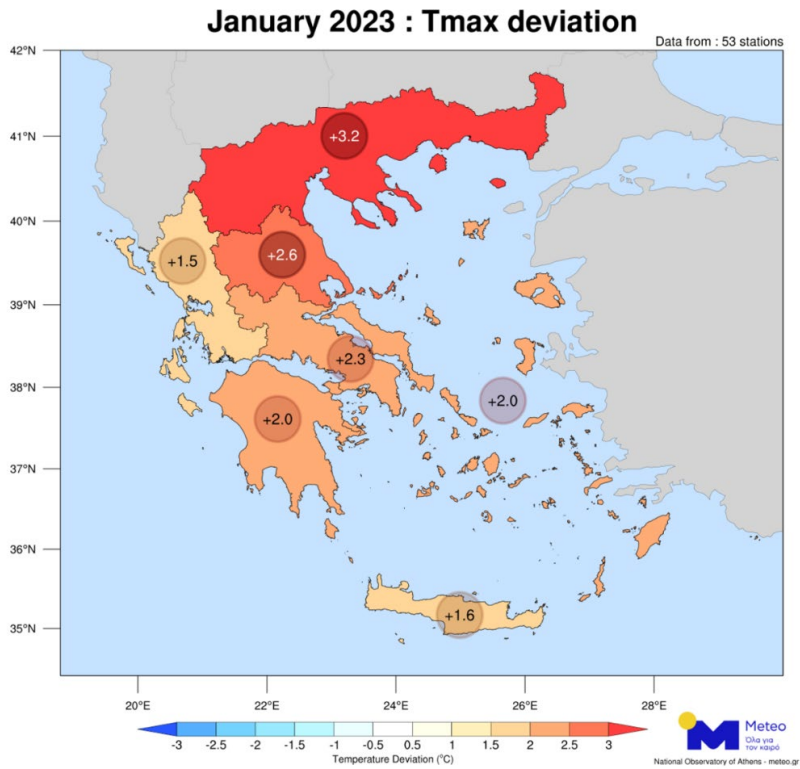 January 2023 : Tmax deviation
Data from : 53 stations
42°N
41°N
40°N
39°N
38°N
37°N
36°N
35°N
+3.2
+2.6
+1.5
+2.3
+2.0
+2.0
+1.6
20°E 22°E 24°E 26°E 28°E
-3 -2.5 -2 -1.5 -1 -0.5 0.5 1 1.5 2 2.5 3
Temperature Deviation (°C)
Meteo
Όλα για
τον καιρό
National Observatory of Athens - meteo.gr